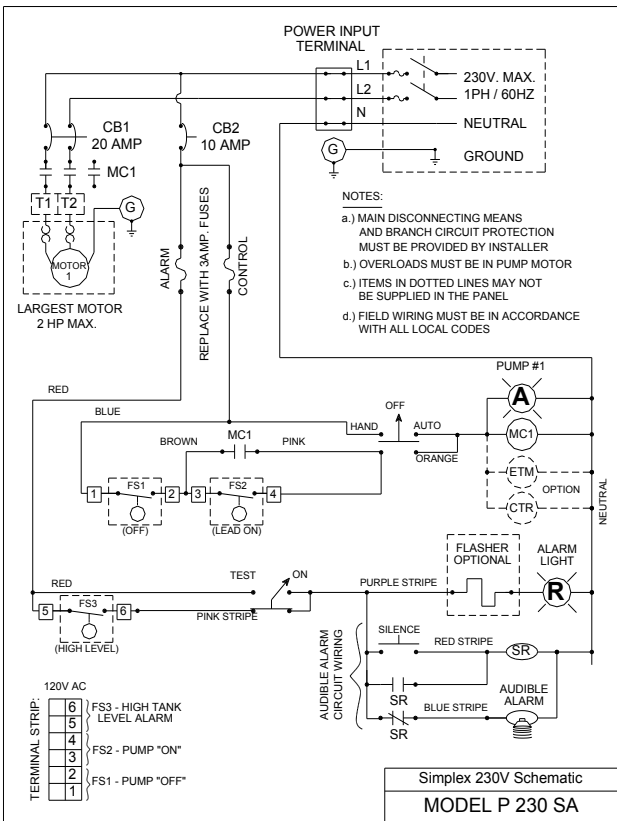 POWER INPUT
TERMINAL
L1
L2
N
230V. MAX.
1PH / 60HZ
NEUTRAL
G
GROUND
CB1
20 AMP
CB2
10 AMP
MC1
T1 T2
G
MOTOR
1
LARGEST MOTOR
2 HP MAX.
ALARM
REPLACE WITH 3AMP. FUSES
CONTROL
NOTES:
a.) MAIN DISCONNECTING MEANS
AND BRANCH CIRCUIT PROTECTION
MUST BE PROVIDED BY INSTALLER
b.) OVERLOADS MUST BE IN PUMP MOTOR
c.) ITEMS IN DOTTED LINES MAY NOT
BE SUPPLIED IN THE PANEL
d.) FIELD WIRING MUST BE IN ACCORDANCE
WITH ALL LOCAL CODES
RED
BLUE
BROWN
MC1
PINK
HAND
OFF
AUTO
ORANGE
PUMP #1
A
MC1
ETM
OPTION
CTR
NEUTRAL
1
FS1
2
3
FS2
4
(OFF)
(LEAD ON)
RED
TEST
ON
PURPLE STRIPE
FLASHER
OPTIONAL
ALARM
LIGHT
R
5
FS3
6
PINK STRIPE
(HIGH LEVEL)
AUDIBLE ALARM
CIRCUIT WIRING
SILENCE
RED STRIPE
SR
SR
BLUE STRIPE
SR
AUDIBLE
ALARM
120V AC
TERMINAL STRIP:
6
5
4
3
2
1
FS3 - HIGH TANK
LEVEL ALARM
FS2 - PUMP "ON"
FS1 - PUMP "OFF"
Simplex 230V Schematic
MODEL P 230 SA